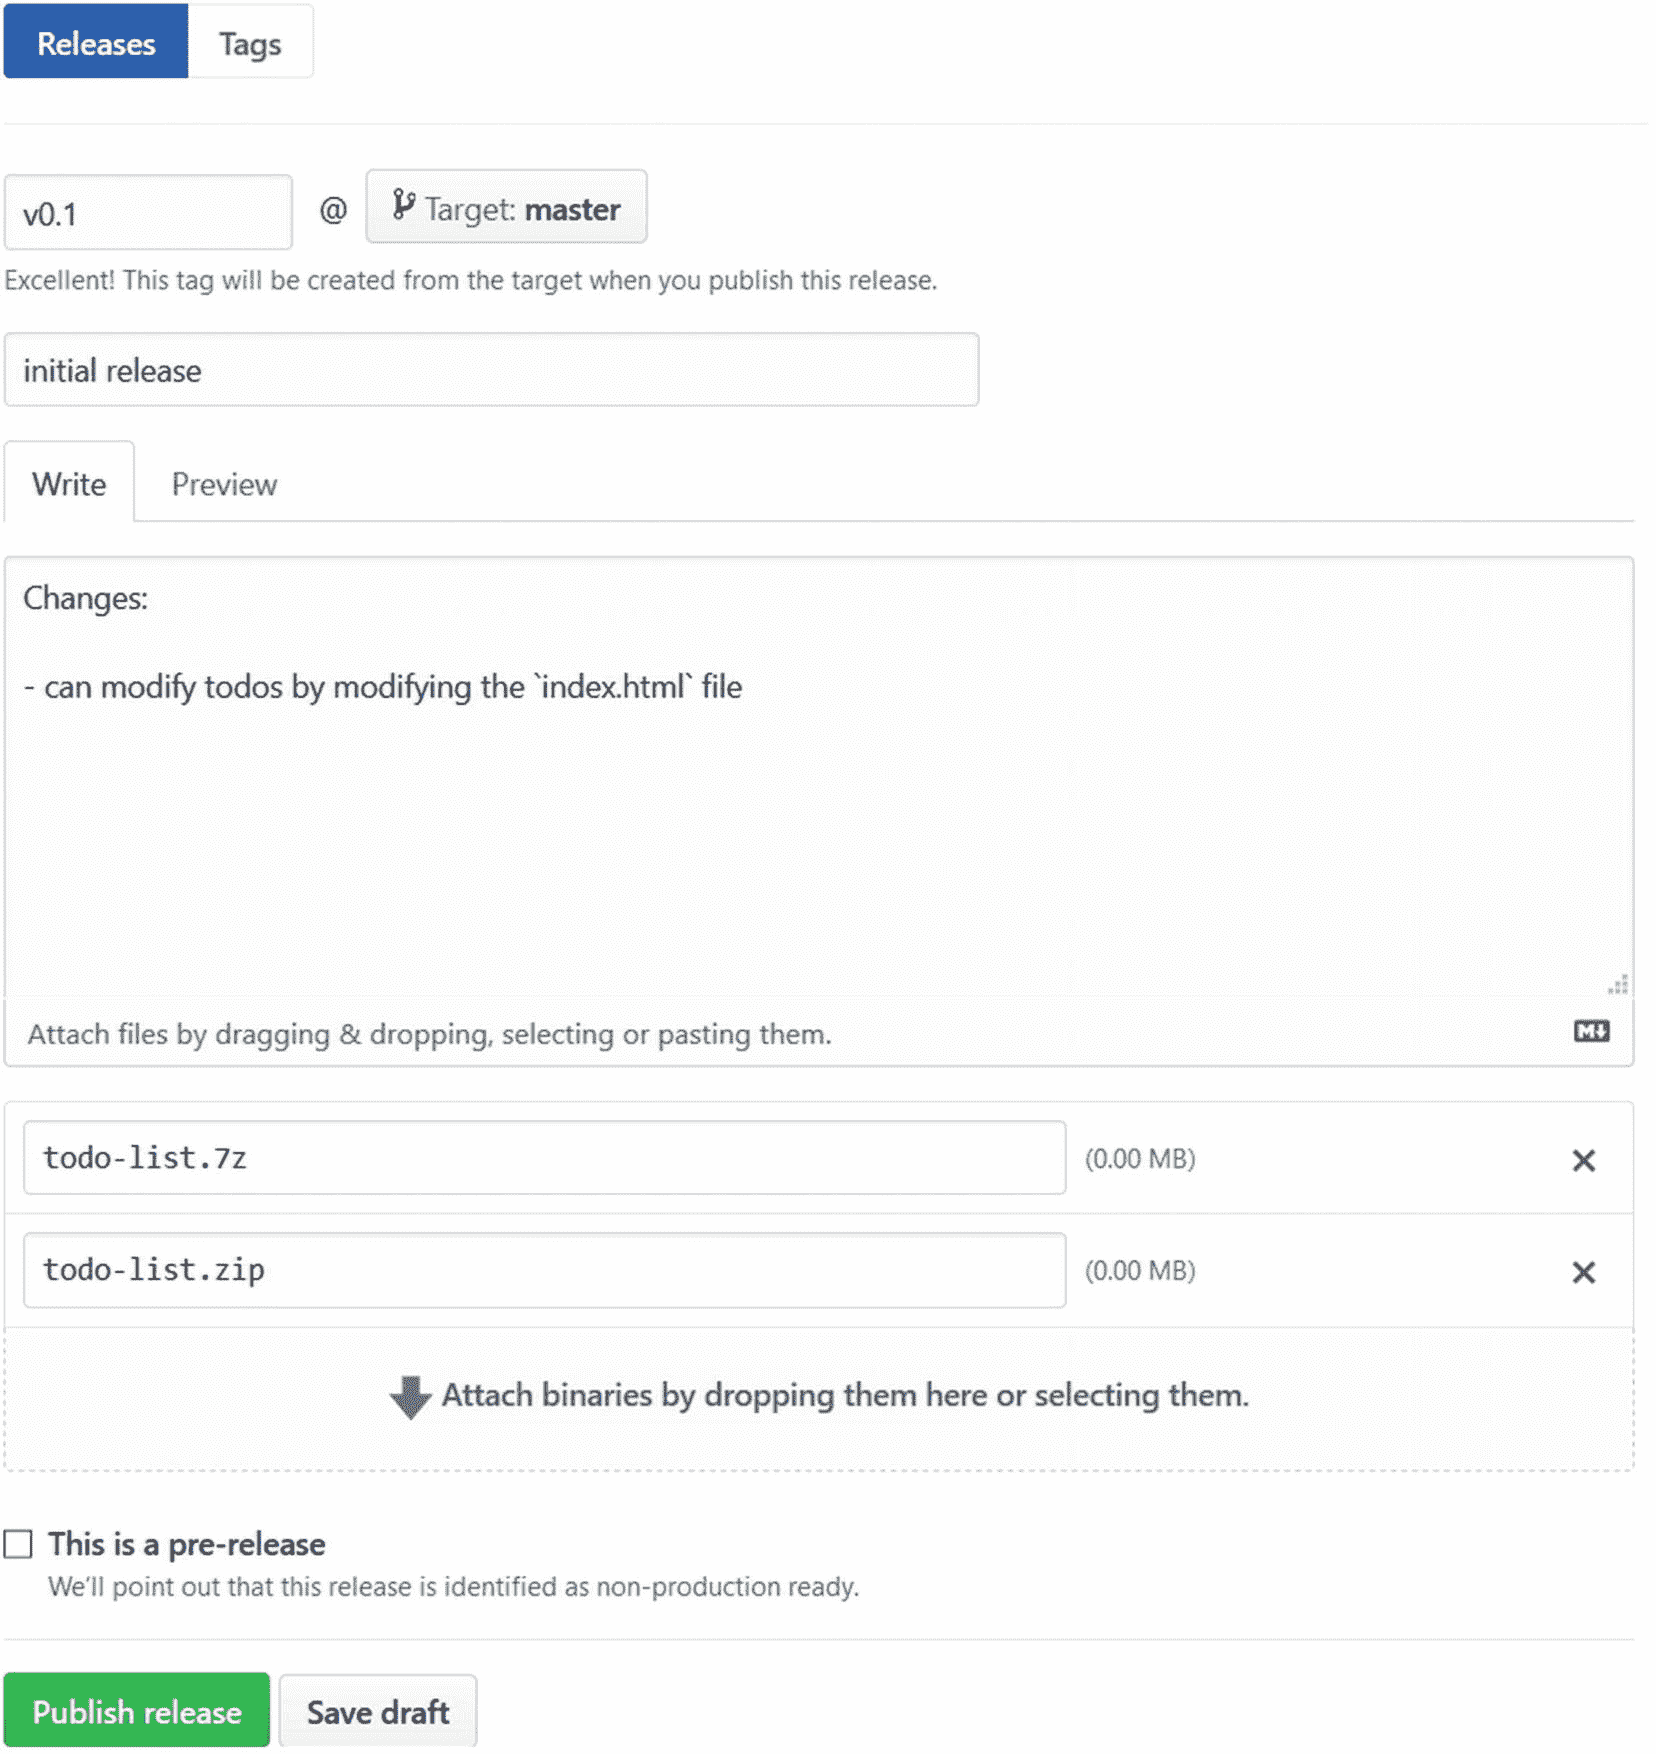 Releases Tags
v0.1 @ Target: master
Excellent! This tag will be created from the target when you publish this release.
initial release
Write Preview
Changes:
- can modify todos by modifying the `index.html` file
Attach files by dragging & dropping, selecting or pasting them. M↓
todo-list.7z (0.00 MB)
todo-list.zip (0.00 MB)
Attach binaries by dropping them here or selecting them.
This is a pre-release
We'll point out that this release is identified as non-production ready.
Publish release Save draft